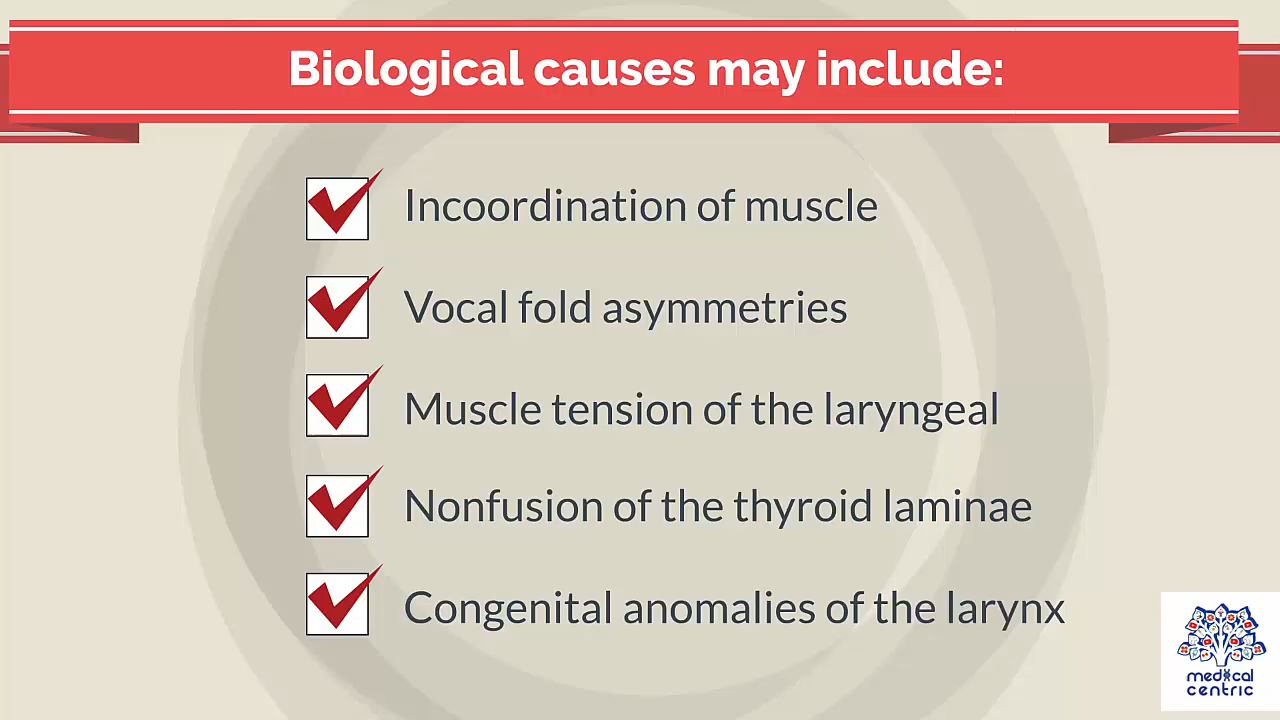 Biological causes may include:
Incoordination of muscle
Vocal fold asymmetries
Muscle tension of the laryngeal
Nonfusion of the thyroid laminae
Congenital anomalies of the larynx
medical
centric